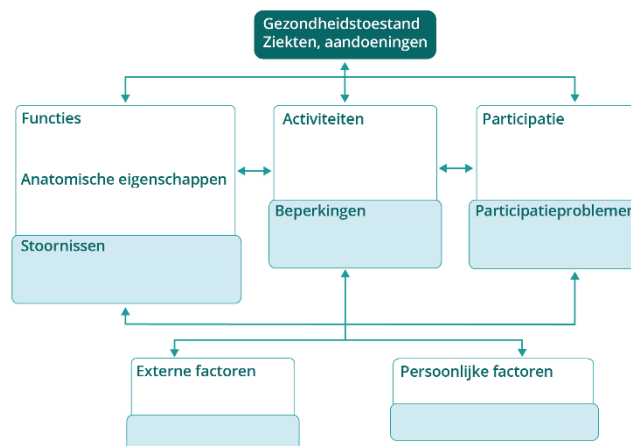 Gezondheidstoestand
Ziekten, aandoeningen
Functies
Anatomische eigenschappen
Stoornissen
Activiteiten
Beperkingen
Participatie
Participatieproblemen
Externe factoren
Persoonlijke factoren